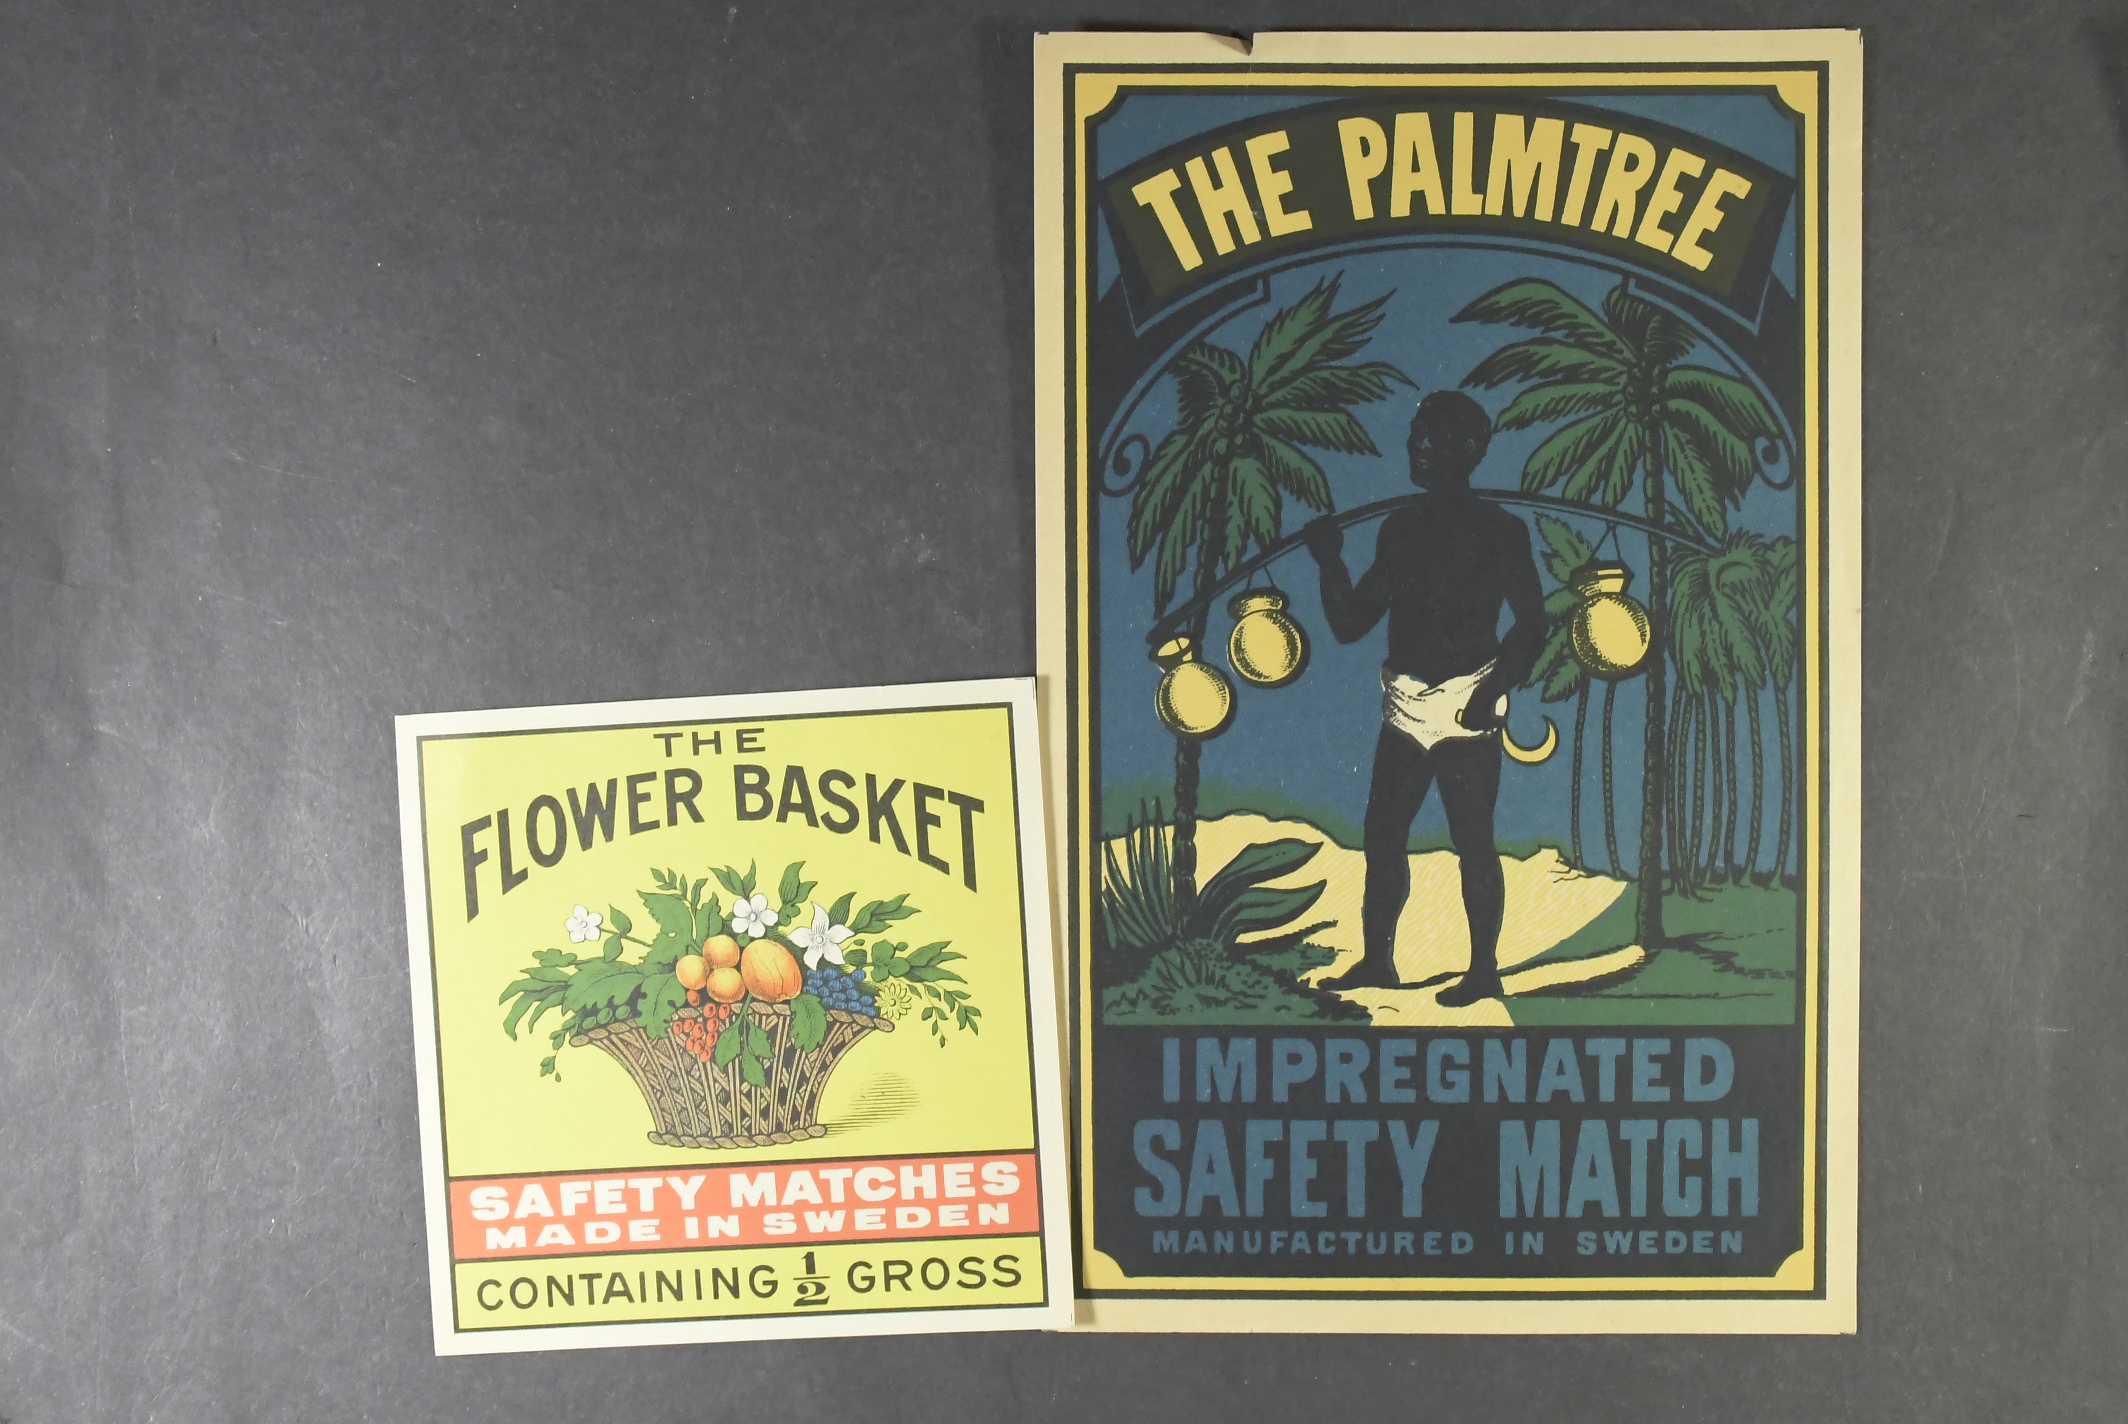 THE
FLOWER BASKET
SAFETY MATCHES
MADE IN SWEDEN
CONTAINING 1/2 GROSS
THE PALMTREE
IMPREGNATED
SAFETY MATCH
MANUFACTURED IN SWEDEN